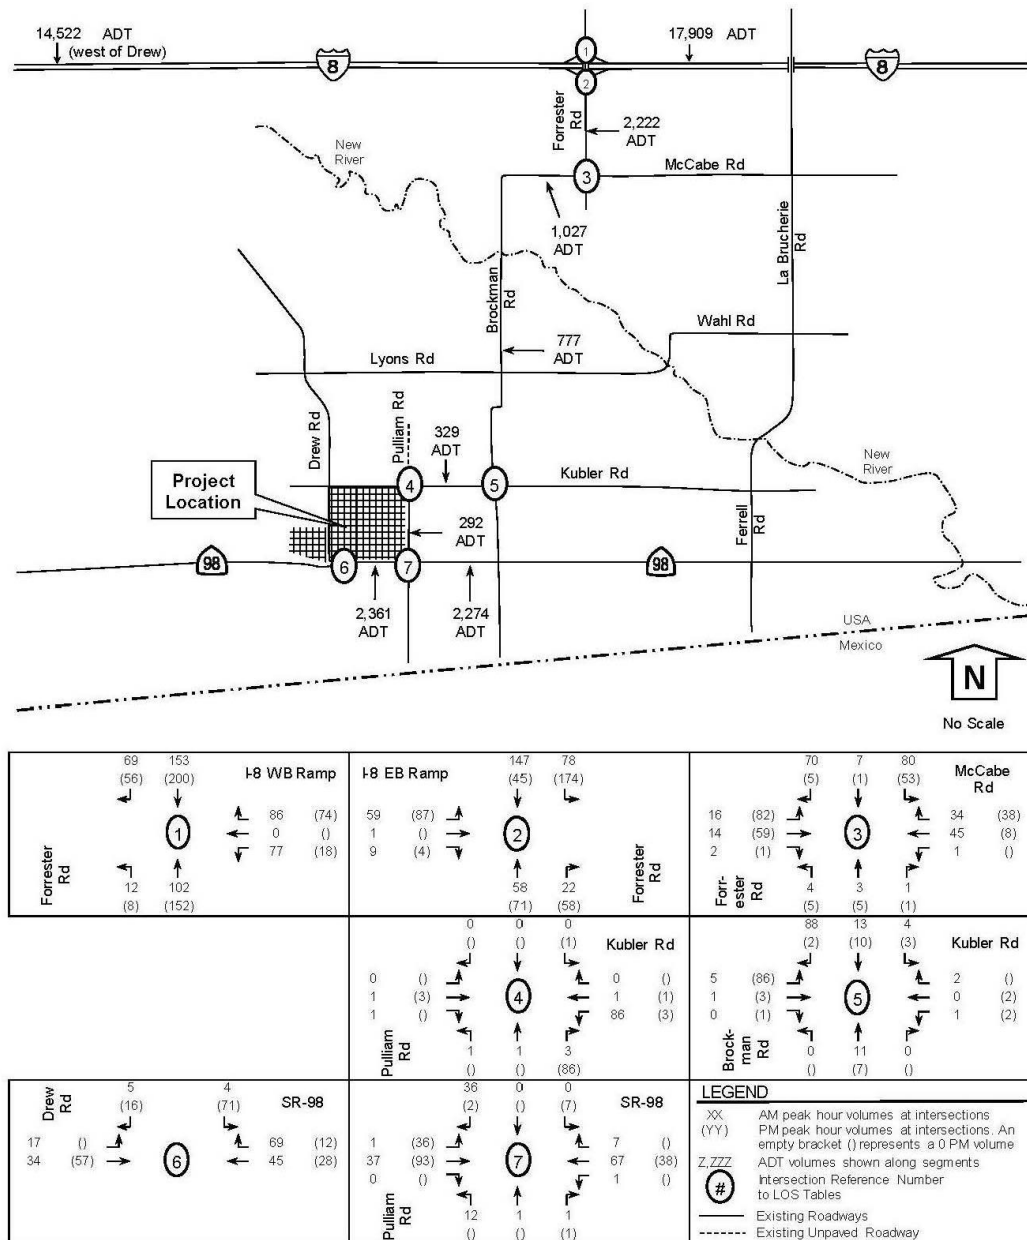 14,522 ADT
(west of Drew)
17,909 ADT
8
1
8
2
Forrester Rd
2,222 ADT
New River
3
McCabe Rd
1,027 ADT
La Brucherie Rd
Brockman Rd
Wahl Rd
777 ADT
Lyons Rd
Drew Rd
Pulliam Rd
329 ADT
New River
Project Location
4
5
Kubler Rd
292 ADT
Ferrell Rd
98
6
7
98
2,361 ADT
2,274 ADT
USA
Mexico
N
No Scale
69 153
(56) (200)
I-8 WB Ramp
86 (74)
1
0 ()
77 (18)
Forrester Rd
12 102
(8) (152)
147 78
(45) (174)
I-8 EB Ramp
59 (87)
1 ()
2
9 (4)
Forrester Rd
58 22
(71) (58)
70 7 80
(5) (1) (53)
McCabe Rd
16 (82)
34 (38)
14 (59)
3
45 (8)
2 (1)
1 ()
Forr-ester Rd
4 3 1
(5) (5) (1)
0 0 0
() () (1)
Kubler Rd
0 ()
0 ()
1 (3)
4
1 (1)
1 ()
86 (3)
Pulliam Rd
1 1 3
() () (86)
88 13 4
(2) (10) (3)
Kubler Rd
5 (86)
2 ()
1 (3)
5
0 (2)
0 (1)
1 (2)
Brock-man Rd
0 11 0
() (7) ()
Drew Rd
5 4
(16) (71)
SR-98
17 ()
69 (12)
34 (57)
6
45 (28)
36 0 0
(2) () (7)
SR-98
1 (36)
7 ()
37 (93)
7
67 (38)
0 ()
1 ()
Pulliam Rd
12 1 1
() () (1)
LEGEND
XX AM peak hour volumes at intersections
(YY) PM peak hour volumes at intersections. An
empty bracket () represents a 0 PM volume
Z,ZZZ ADT volumes shown along segments
# Intersection Reference Number
to LOS Tables
Existing Roadways
Existing Unpaved Roadway